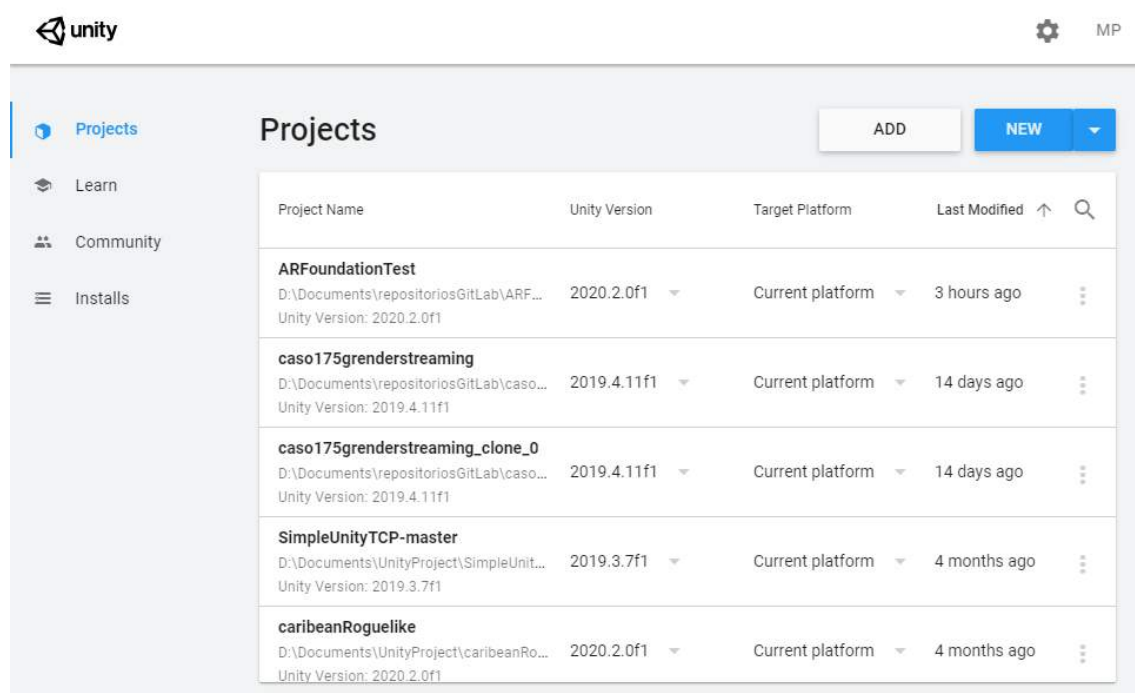 unity
MP
Projects
Learn
Community
Installs
Projects
ADD
NEW
Project Name Unity Version Target Platform Last Modified
ARFoundationTest
D:\Documents\repositoriosGitLab\ARF...
Unity Version: 2020.2.0f1
2020.2.0f1 Current platform 3 hours ago
caso175grenderstreaming
D:\Documents\repositoriosGitLab\caso...
Unity Version: 2019.4.11f1
2019.4.11f1 Current platform 14 days ago
caso175grenderstreaming_clone_0
D:\Documents\repositoriosGitLab\caso...
Unity Version: 2019.4.11f1
2019.4.11f1 Current platform 14 days ago
SimpleUnityTCP-master
D:\Documents\UnityProject\SimpleUnit...
Unity Version: 2019.3.7f1
2019.3.7f1 Current platform 4 months ago
caribeanRoguelike
D:\Documents\UnityProject\caribeanRo...
Unity Version: 2020.2.0f1
2020.2.0f1 Current platform 4 months ago